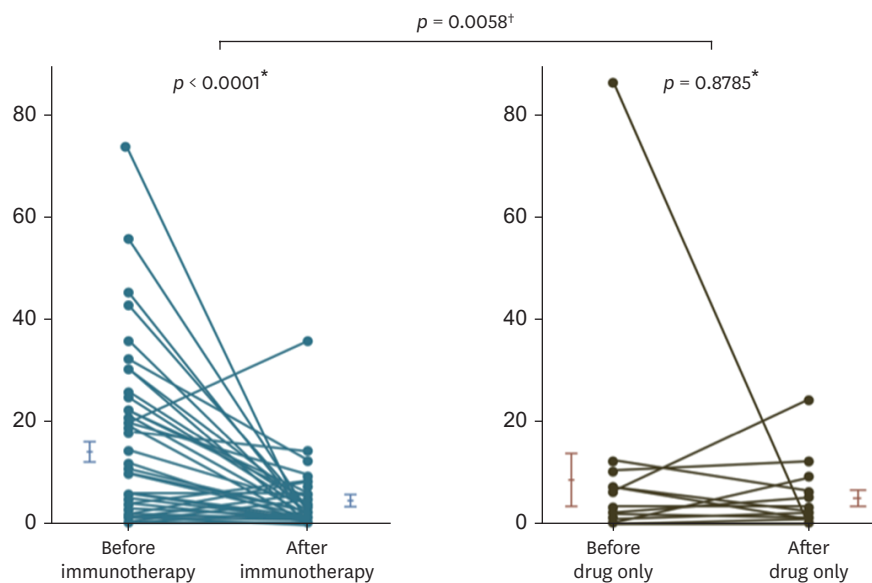 p = 0.0058†
p < 0.0001*
p = 0.8785*
80
60
40
20
0
80
60
40
20
0
Before
immunotherapy
After
immunotherapy
Before
drug only
After
drug only